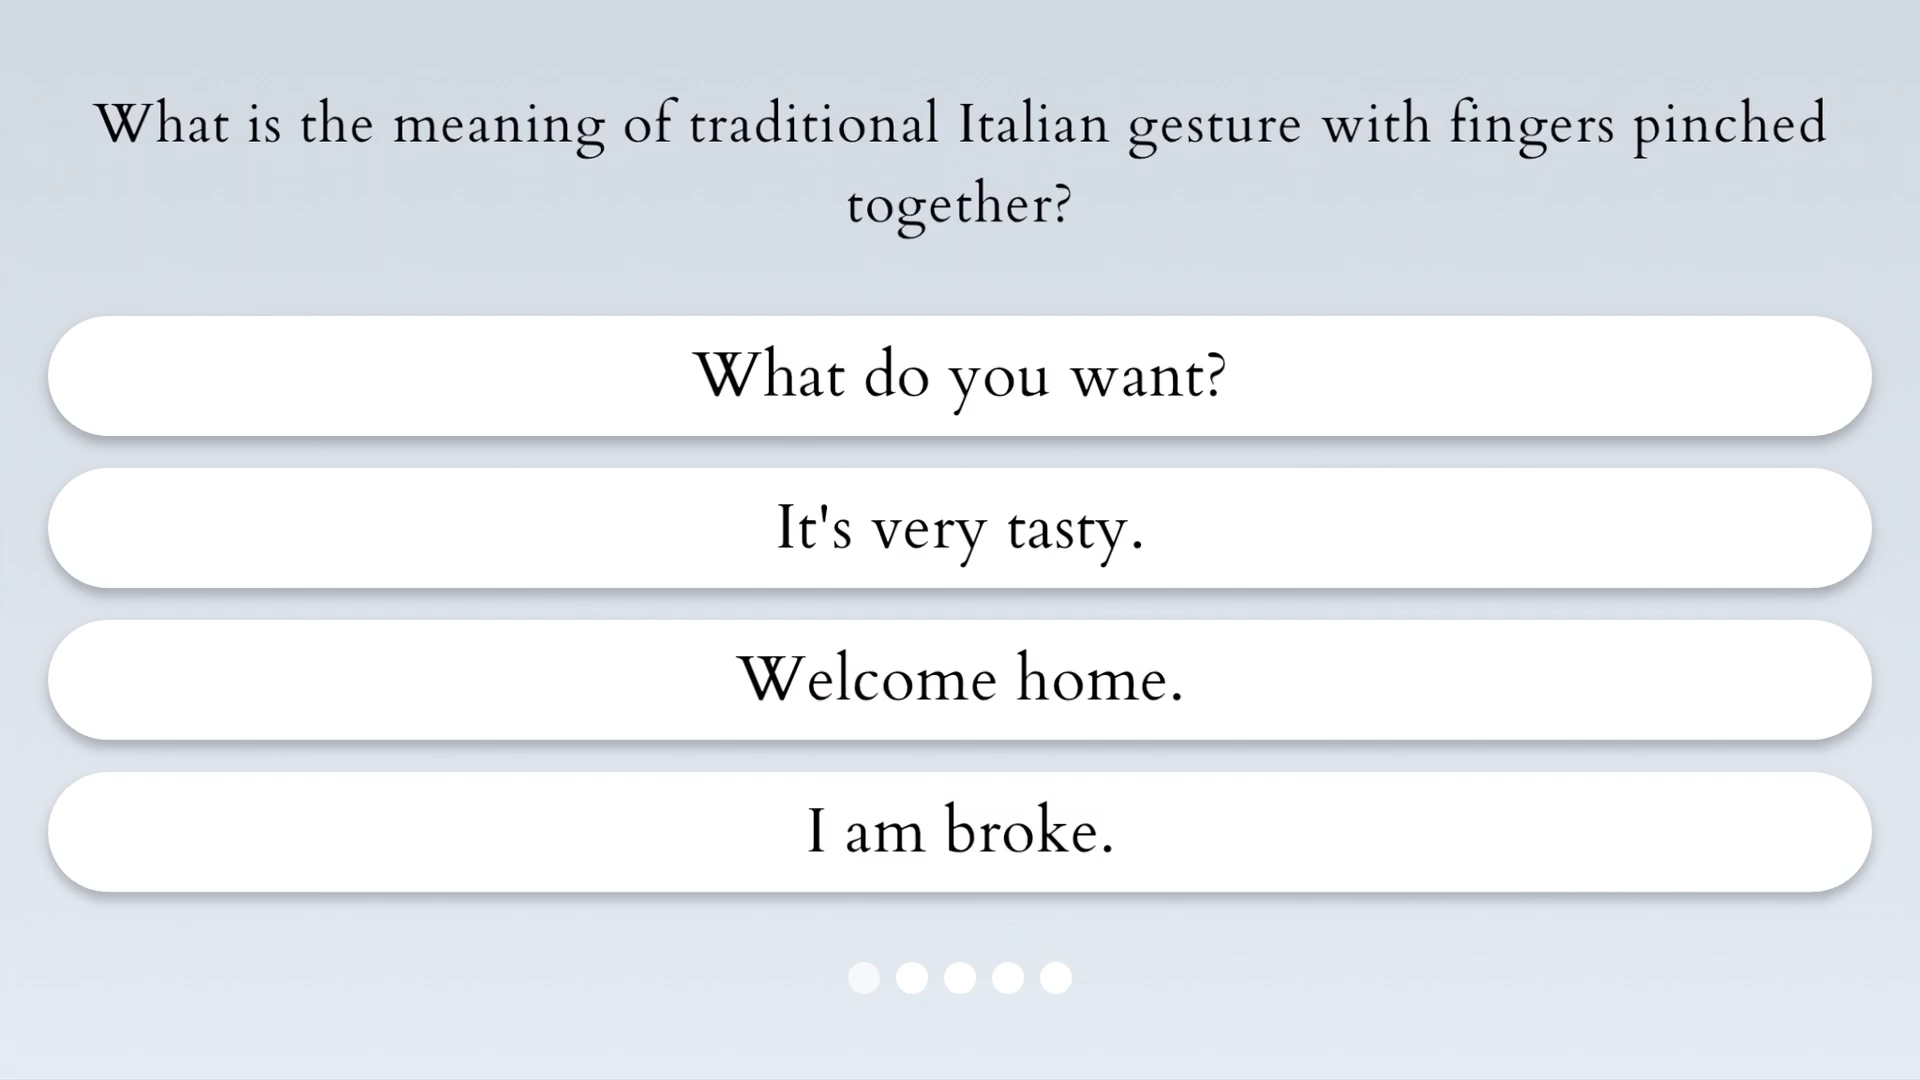 What is the meaning of traditional Italian gesture with fingers pinched
together?
What do you want?
It's very tasty.
Welcome home.
I am broke.